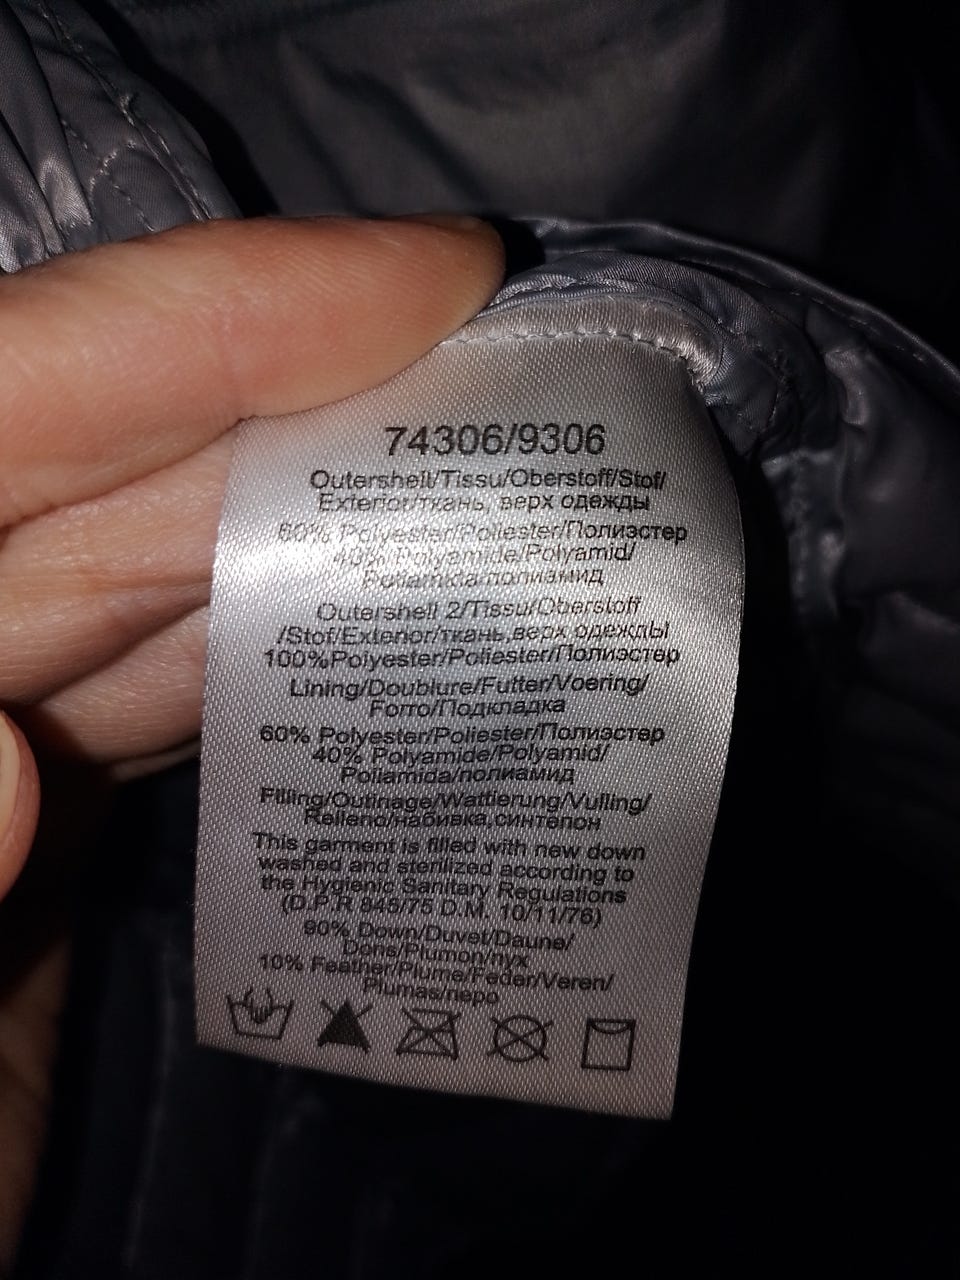 74306/9306
Outershell/Tissu/Oberstoff/Stof/
Exterior/ткань, верх одежды
60% Polyester/Poliester/Полиэстер
40% Polyamide/Polyamid/
Poliamida/полиамид
Outershell 2/Tissu/Oberstoff
/Stof/Exterior/ткань,верх одежды
100%Polyester/Poliester/Полиэстер
Lining/Doublure/Futter/Voering/
Forro/Подкладка
60% Polyester/Poliester/Полиэстер
40% Polyamide/Polyamid/
Poliamida/полиамид
Filling/Outinage/Wattierung/Vulling/
Relleno/набивка,синтепон
This garment is filled with new down
washed and sterilized according to
the Hygienic Sanitary Regulations
(D.P.R 845/75 D.M. 10/11/76)
90% Down/Duvet/Daune/
Dons/Plumon/пух
10% Feather/Plume/Feder/Veren/
Plumas/перо